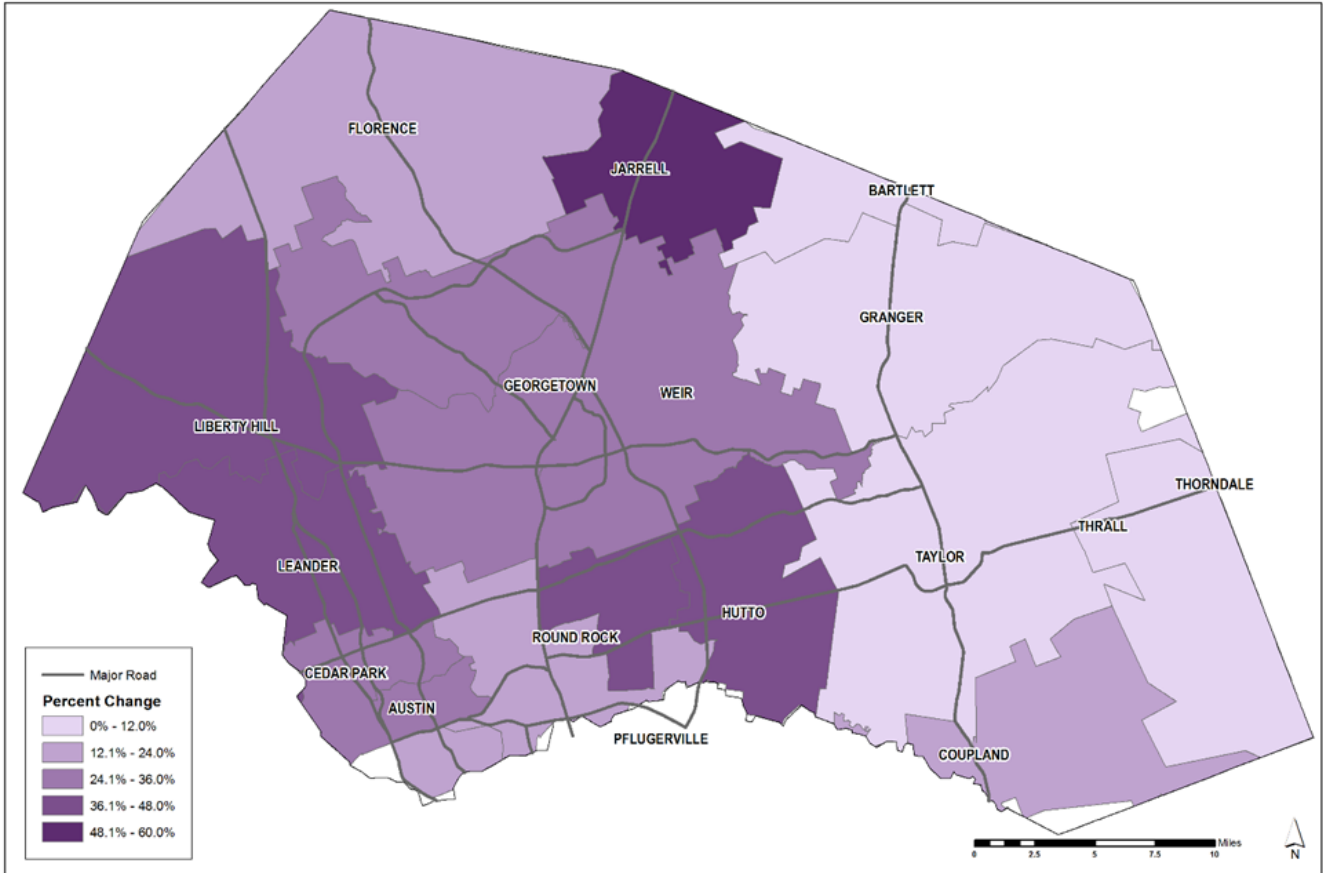 FLORENCE
JARRELL
BARTLETT
GRANGER
GEORGETOWN
WEIR
LIBERTY HILL
THORNDALE
THRALL
TAYLOR
LEANDER
HUTTO
ROUND ROCK
CEDAR PARK
AUSTIN
PFLUGERVILLE
COUPLAND
Major Road
Percent Change
0% - 12.0%
12.1% - 24.0%
24.1% - 36.0%
36.1% - 48.0%
48.1% - 60.0%
Miles
0 2.5 5 7.5 10
N